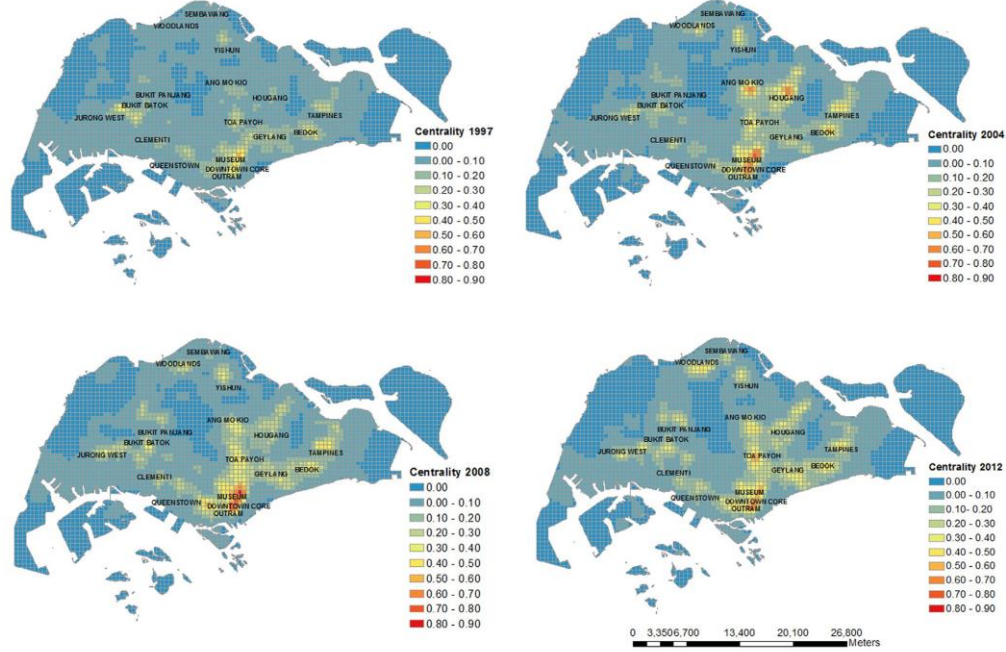 SEMBAWANG
WOODLANDS
YISHUN
ANG MO KIO
BUKIT PANJANG
HOUGANG
BUKIT BATOK
TAMPINES
JURONG WEST
TOA PAYOH
GEYLANG
BEDOK
CLEMENTI
MUSEUM
QUEENSTOWN
DOWNTOWN CORE
OUTRAM
Centrality 1997
0.00
0.00 - 0.10
0.10 - 0.20
0.20 - 0.30
0.30 - 0.40
0.40 - 0.50
0.50 - 0.60
0.60 - 0.70
0.70 - 0.80
0.80 - 0.90
SEMBAWANG
WOODLANDS
YISHUN
ANG MO KIO
BUKIT PANJANG
HOUGANG
BUKIT BATOK
TAMPINES
JURONG WEST
TOA PAYOH
GEYLANG
BEDOK
CLEMENTI
MUSEUM
QUEENSTOWN
DOWNTOWN CORE
OUTRAM
Centrality 2004
0.00
0.00 - 0.10
0.10 - 0.20
0.20 - 0.30
0.30 - 0.40
0.40 - 0.50
0.50 - 0.60
0.60 - 0.70
0.70 - 0.80
0.80 - 0.90
SEMBAWANG
WOODLANDS
YISHUN
ANG MO KIO
BUKIT PANJANG
HOUGANG
BUKIT BATOK
TAMPINES
JURONG WEST
TOA PAYOH
GEYLANG
BEDOK
CLEMENTI
MUSEUM
QUEENSTOWN
DOWNTOWN CORE
OUTRAM
Centrality 2008
0.00
0.00 - 0.10
0.10 - 0.20
0.20 - 0.30
0.30 - 0.40
0.40 - 0.50
0.50 - 0.60
0.60 - 0.70
0.70 - 0.80
0.80 - 0.90
SEMBAWANG
WOODLANDS
YISHUN
ANG MO KIO
BUKIT PANJANG
HOUGANG
BUKIT BATOK
TAMPINES
JURONG WEST
TOA PAYOH
GEYLANG
BEDOK
CLEMENTI
MUSEUM
QUEENSTOWN
DOWNTOWN CORE
OUTRAM
Centrality 2012
0.00
0.00 - 0.10
0.10 - 0.20
0.20 - 0.30
0.30 - 0.40
0.40 - 0.50
0.50 - 0.60
0.60 - 0.70
0.70 - 0.80
0.80 - 0.90
0 3,3506,700 13,400 20,100 26,800
Meters